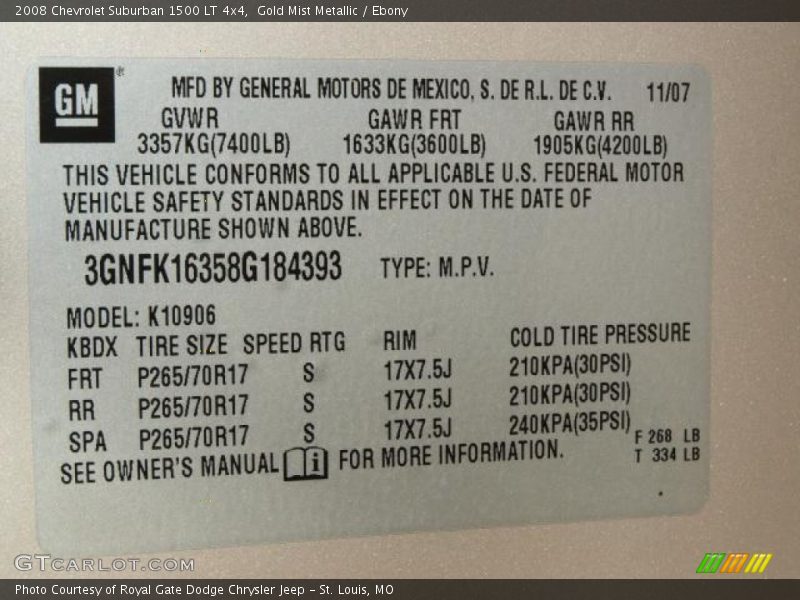 2008 Chevrolet Suburban 1500 LT 4x4, Gold Mist Metallic / Ebony
GM
®
MFD BY GENERAL MOTORS DE MEXICO, S. DE R.L. DE C.V. 11/07
GVWR GAWR FRT GAWR RR
3357KG(7400LB) 1633KG(3600LB) 1905KG(4200LB)
THIS VEHICLE CONFORMS TO ALL APPLICABLE U.S. FEDERAL MOTOR
VEHICLE SAFETY STANDARDS IN EFFECT ON THE DATE OF
MANUFACTURE SHOWN ABOVE.
3GNFK16358G184393 TYPE: M.P.V.
MODEL: K10906
KBDX TIRE SIZE SPEED RTG RIM COLD TIRE PRESSURE
FRT P265/70R17 S 17X7.5J 210KPA(30PSI)
RR P265/70R17 S 17X7.5J 210KPA(30PSI)
SPA P265/70R17 S 17X7.5J 240KPA(35PSI)
F 268 LB
T 334 LB
SEE OWNER'S MANUAL i FOR MORE INFORMATION.
GTCARLOT.COM
Photo Courtesy of Royal Gate Dodge Chrysler Jeep - St. Louis, MO